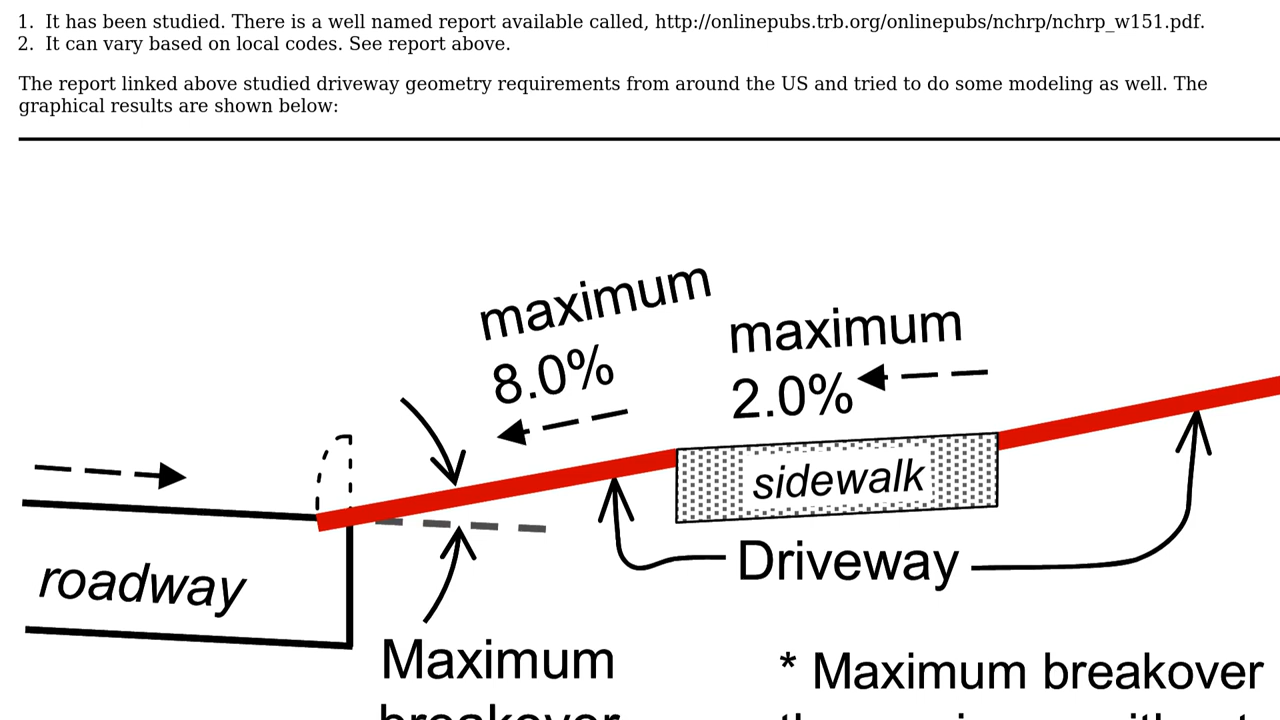 1. It has been studied. There is a well named report available called, http://onlinepubs.trb.org/onlinepubs/nchrp/nchrp_w151.pdf.
2. It can vary based on local codes. See report above.
The report linked above studied driveway geometry requirements from around the US and tried to do some modeling as well. The
graphical results are shown below:
maximum
8.0%
maximum
2.0%
sidewalk
roadway
Driveway
Maximum
breakover
* Maximum breakover